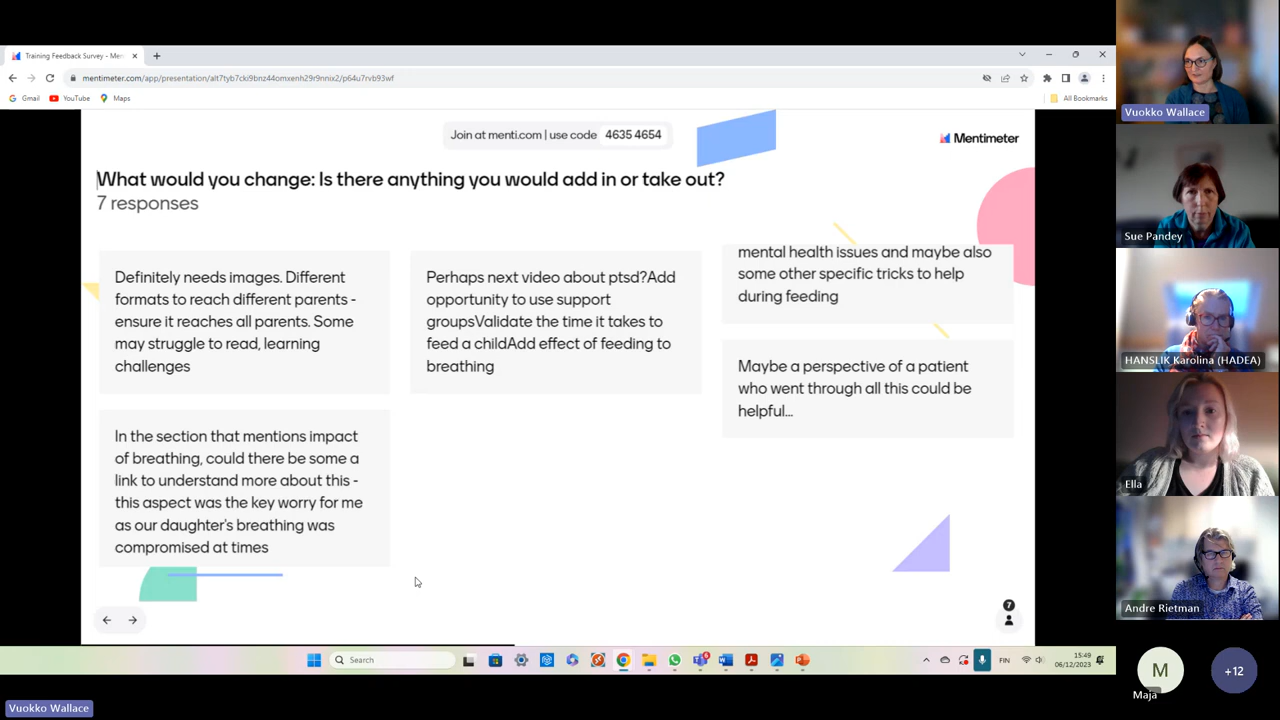 Training Feedback Survey - Men
mentimeter.com/app/presentation/alt7tyb7cki9bnz44omxenh29r9nnix2/p64u7rvb93wf
Gmail
YouTube
Maps
All Bookmarks
Join at menti.com | use code 4635 4654
Mentimeter
What would you change: Is there anything you would add in or take out?
7 responses
Definitely needs images. Different
formats to reach different parents -
ensure it reaches all parents. Some
may struggle to read, learning
challenges
In the section that mentions impact
of breathing, could there be some a
link to understand more about this -
this aspect was the key worry for me
as our daughter's breathing was
compromised at times
Perhaps next video about ptsd?Add
opportunity to use support
groupsValidate the time it takes to
feed a childAdd effect of feeding to
breathing
mental health issues and maybe also
some other specific tricks to help
during feeding
Maybe a perspective of a patient
who went through all this could be
helpful...
7
Search
6
FIN
15:49
06/12/2023
Vuokko Wallace
Vuokko Wallace
Sue Pandey
HANSLIK Karolina (HADEA)
Ella
Andre Rietman
M
Maja
+12